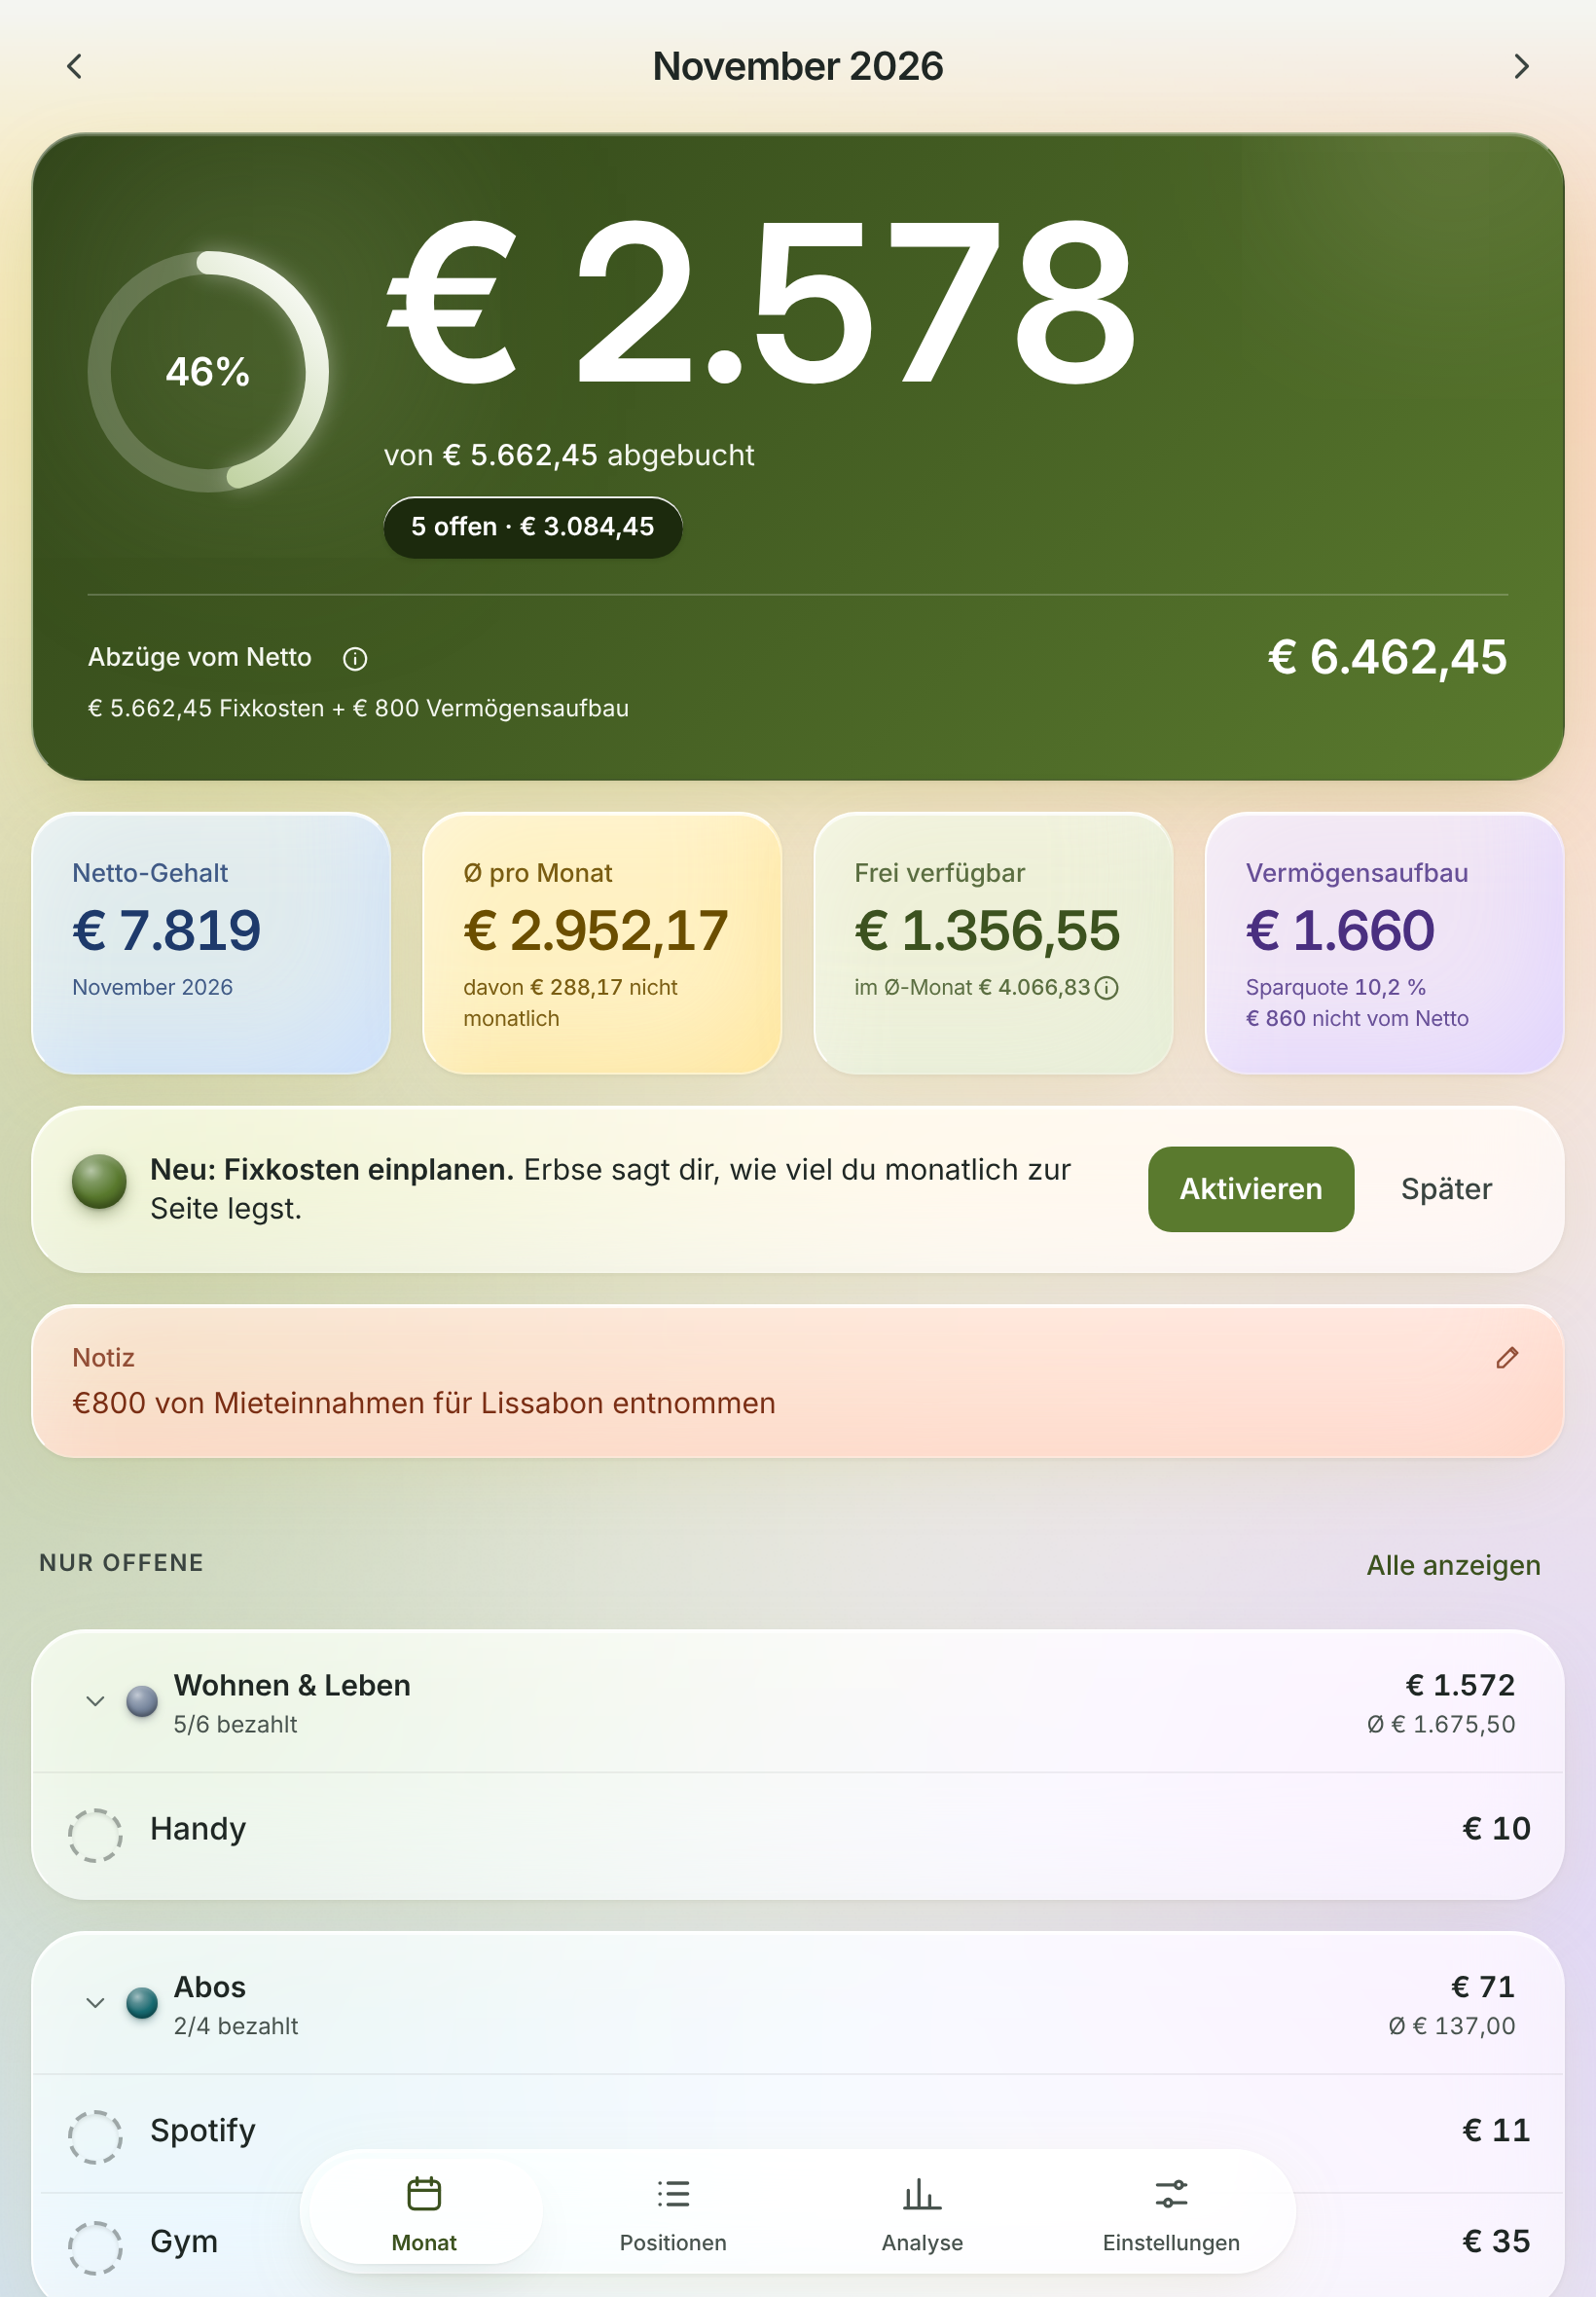 November 2026
46%
€ 2.578
von € 5.662,45 abgebucht
5 offen · € 3.084,45
Abzüge vom Netto
€ 6.462,45
€ 5.662,45 Fixkosten + € 800 Vermögensaufbau
Netto-Gehalt
€ 7.819
November 2026
Ø pro Monat
€ 2.952,17
davon € 288,17 nicht
monatlich
Frei verfügbar
€ 1.356,55
im Ø-Monat € 4.066,83
Vermögensaufbau
€ 1.660
Sparquote 10,2 %
€ 860 nicht vom Netto
Neu: Fixkosten einplanen. Erbse sagt dir, wie viel du monatlich zur
Seite legst.
Aktivieren
Später
Notiz
€800 von Mieteinnahmen für Lissabon entnommen
NUR OFFENE
Alle anzeigen
Wohnen & Leben
€ 1.572
5/6 bezahlt
Ø € 1.675,50
Handy
€ 10
Abos
€ 71
2/4 bezahlt
Ø € 137,00
Spotify
€ 11
Gym
€ 35
Monat
Positionen
Analyse
Einstellungen